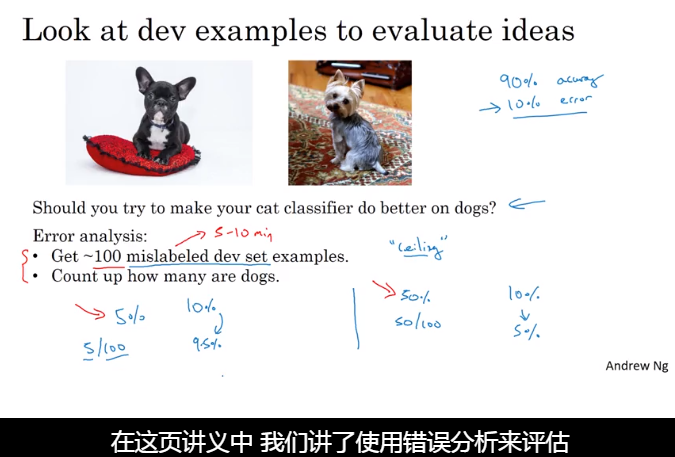 Look at dev examples to evaluate ideas
90% accuracy
→ 10% error
Should you try to make your cat classifier do better on dogs?
Error analysis:
→ 5-10 min
• Get ~100 mislabeled dev set examples.
• Count up how many are dogs.
"ceiling"
5%
10%
5/100
9.5%
50%
10%
50/100
5%
Andrew Ng
在这页讲义中 我们讲了使用错误分析来评估